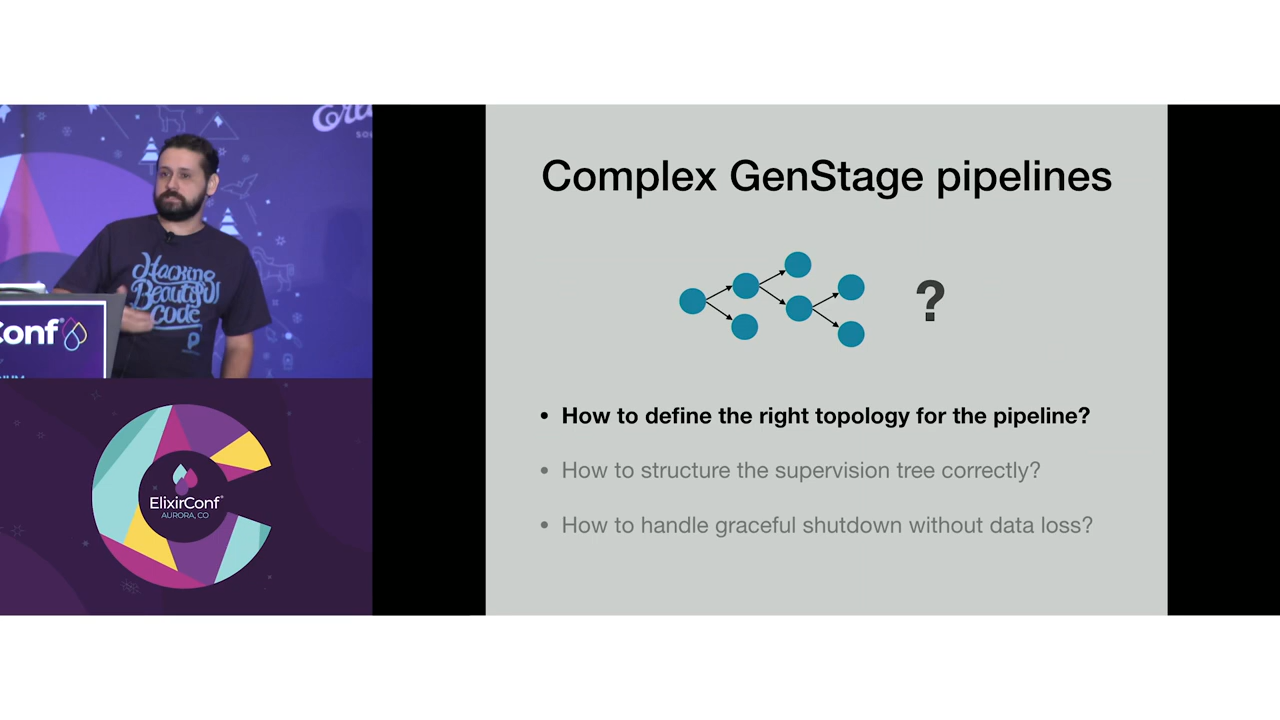 Hacking
Beautiful
Code
Conf
ElixirConf
AURORA, CO
Complex GenStage pipelines
?
• How to define the right topology for the pipeline?
• How to structure the supervision tree correctly?
• How to handle graceful shutdown without data loss?